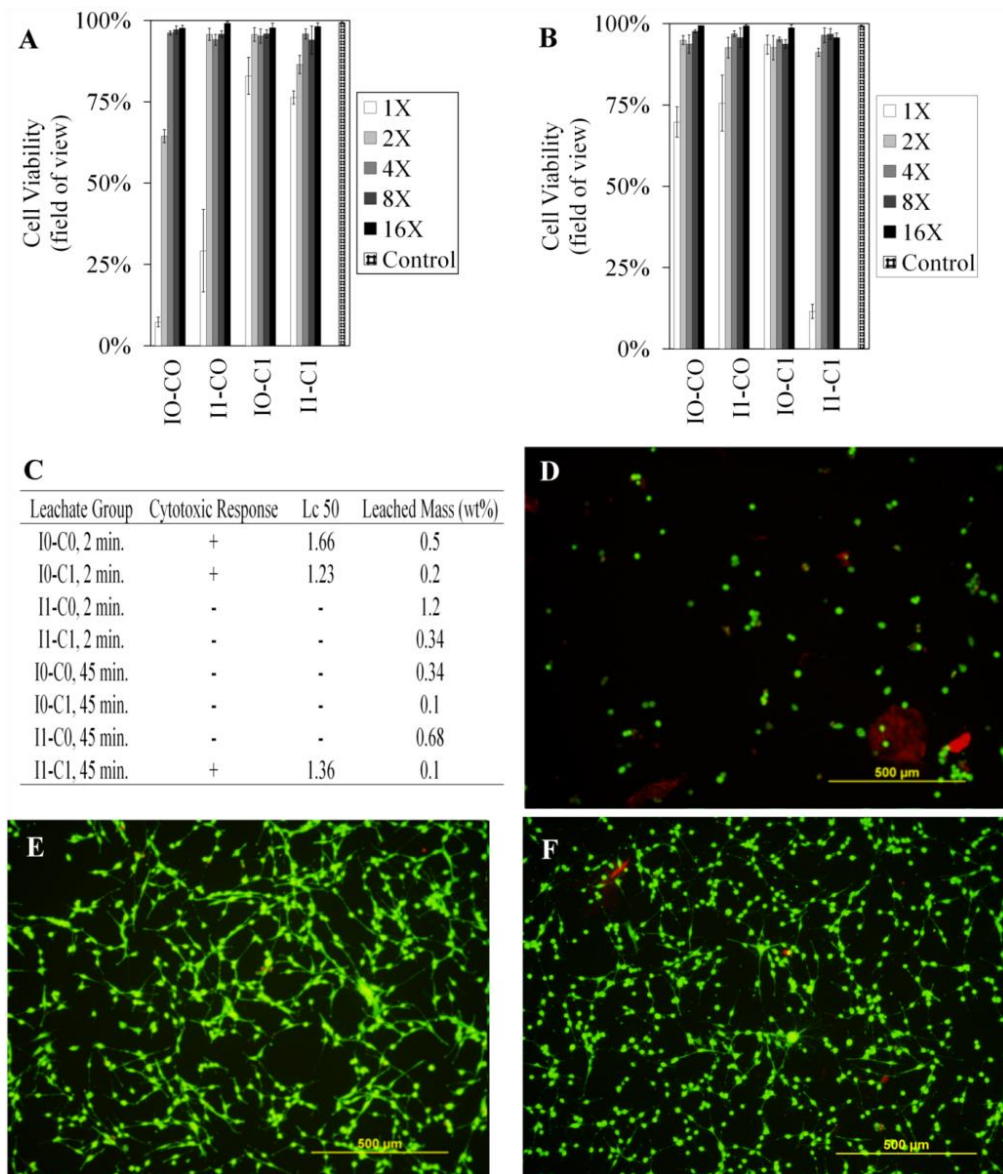 A
100%
75%
50%
25%
0%
Cell Viability
(field of view)
IO-CO
I1-CO
IO-C1
I1-C1
1X
2X
4X
8X
16X
Control
B
100%
75%
50%
25%
0%
Cell Viability
(field of view)
IO-CO
I1-CO
IO-C1
I1-C1
1X
2X
4X
8X
16X
Control
C
Leachate Group Cytotoxic Response Lc 50 Leached Mass (wt%)
I0-C0, 2 min. + 1.66 0.5
I0-C1, 2 min. + 1.23 0.2
I1-C0, 2 min. - - 1.2
I1-C1, 2 min. - - 0.34
I0-C0, 45 min. - - 0.34
I0-C1, 45 min. - - 0.1
I1-C0, 45 min. - - 0.68
I1-C1, 45 min. + 1.36 0.1
D
500 µm
E
500 µm
F
500 µm